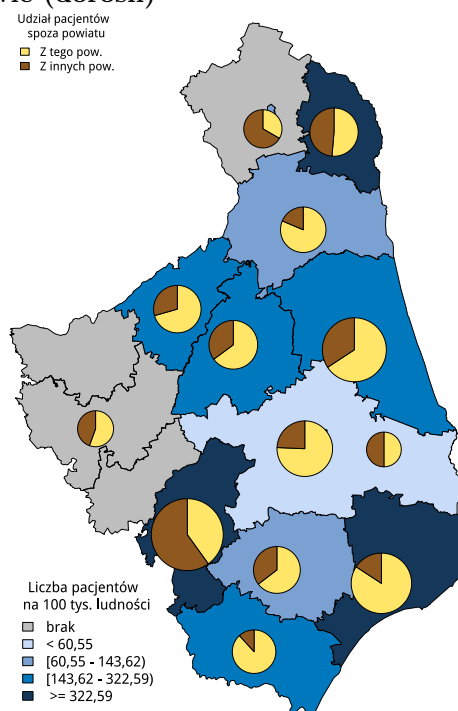 (dorośli)
Udział pacjentów
spoza powiatu
Z tego pow.
Z innych pow.
Liczba pacjentów
na 100 tys. ludności
brak
< 60,55
[60,55 - 143,62)
[143,62 - 322,59)
>= 322,59